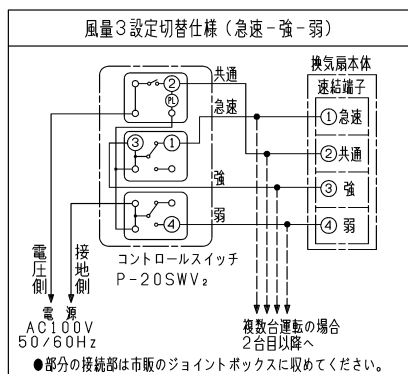 風量3設定切替仕様(急速-強-弱)
換気扇本体
速結端子
共通
②
PL
急速
①急速
②共通
③
①
強
③ 強
弱
④
④ 弱
コントロールスイッチ
P-20SWV₂
電圧側
接地側
電 源
AC100V
50/60Hz
複数台運転の場合
2台目以降へ
●部分の接続部は市販のジョイントボックスに収めてください。